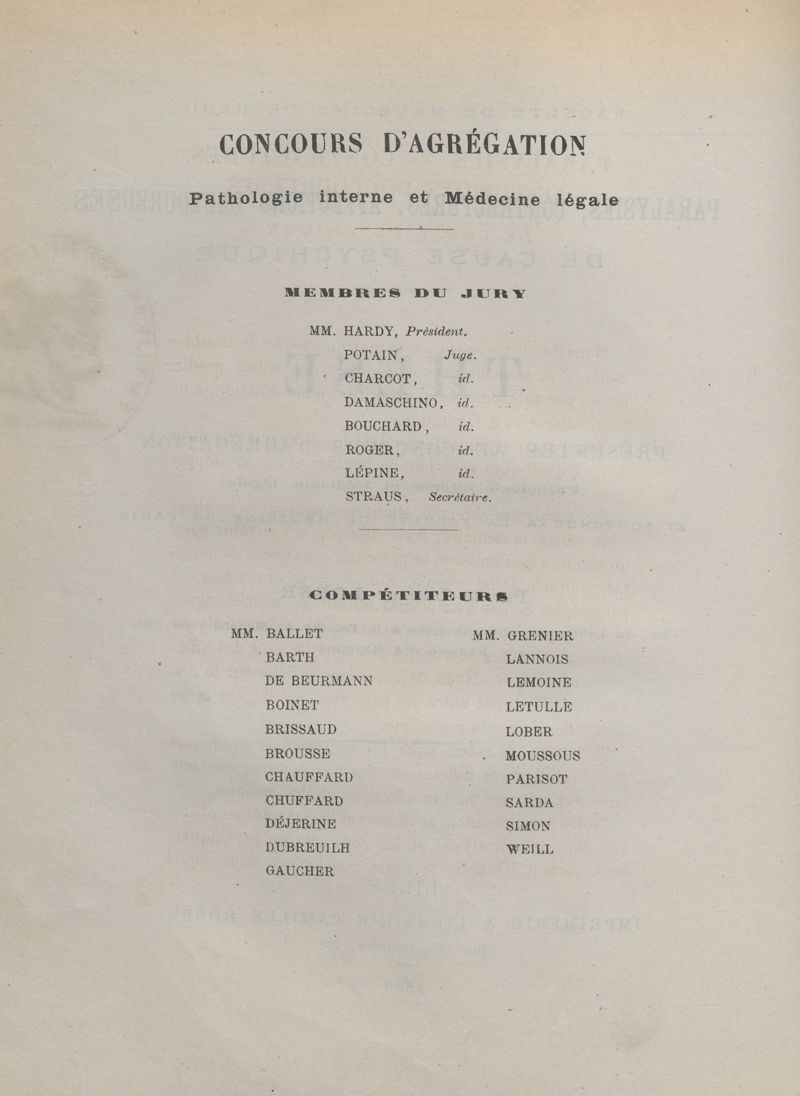 CONCOURS D'AGRÉGATION
Pathologie interne et Médecine légale
MEMBRES DU JURY
MM. HARDY, Président.
POTAIN, Juge.
CHARCOT, id.
DAMASCHINO, id.
BOUCHARD, id.
ROGER, id.
LÉPINE, id.
STRAUS, Secrétaire.
COMPÉTITEURS
MM. BALLET
BARTH
DE BEURMANN
BOINET
BRISSAUD
BROUSSE
CHAUFFARD
CHUFFARD
DÉJERINE
DUBREUILH
GAUCHER
MM. GRENIER
LANNOIS
LEMOINE
LETULLE
LOBER
MOUSSOUS
PARISOT
SARDA
SIMON
WEILL